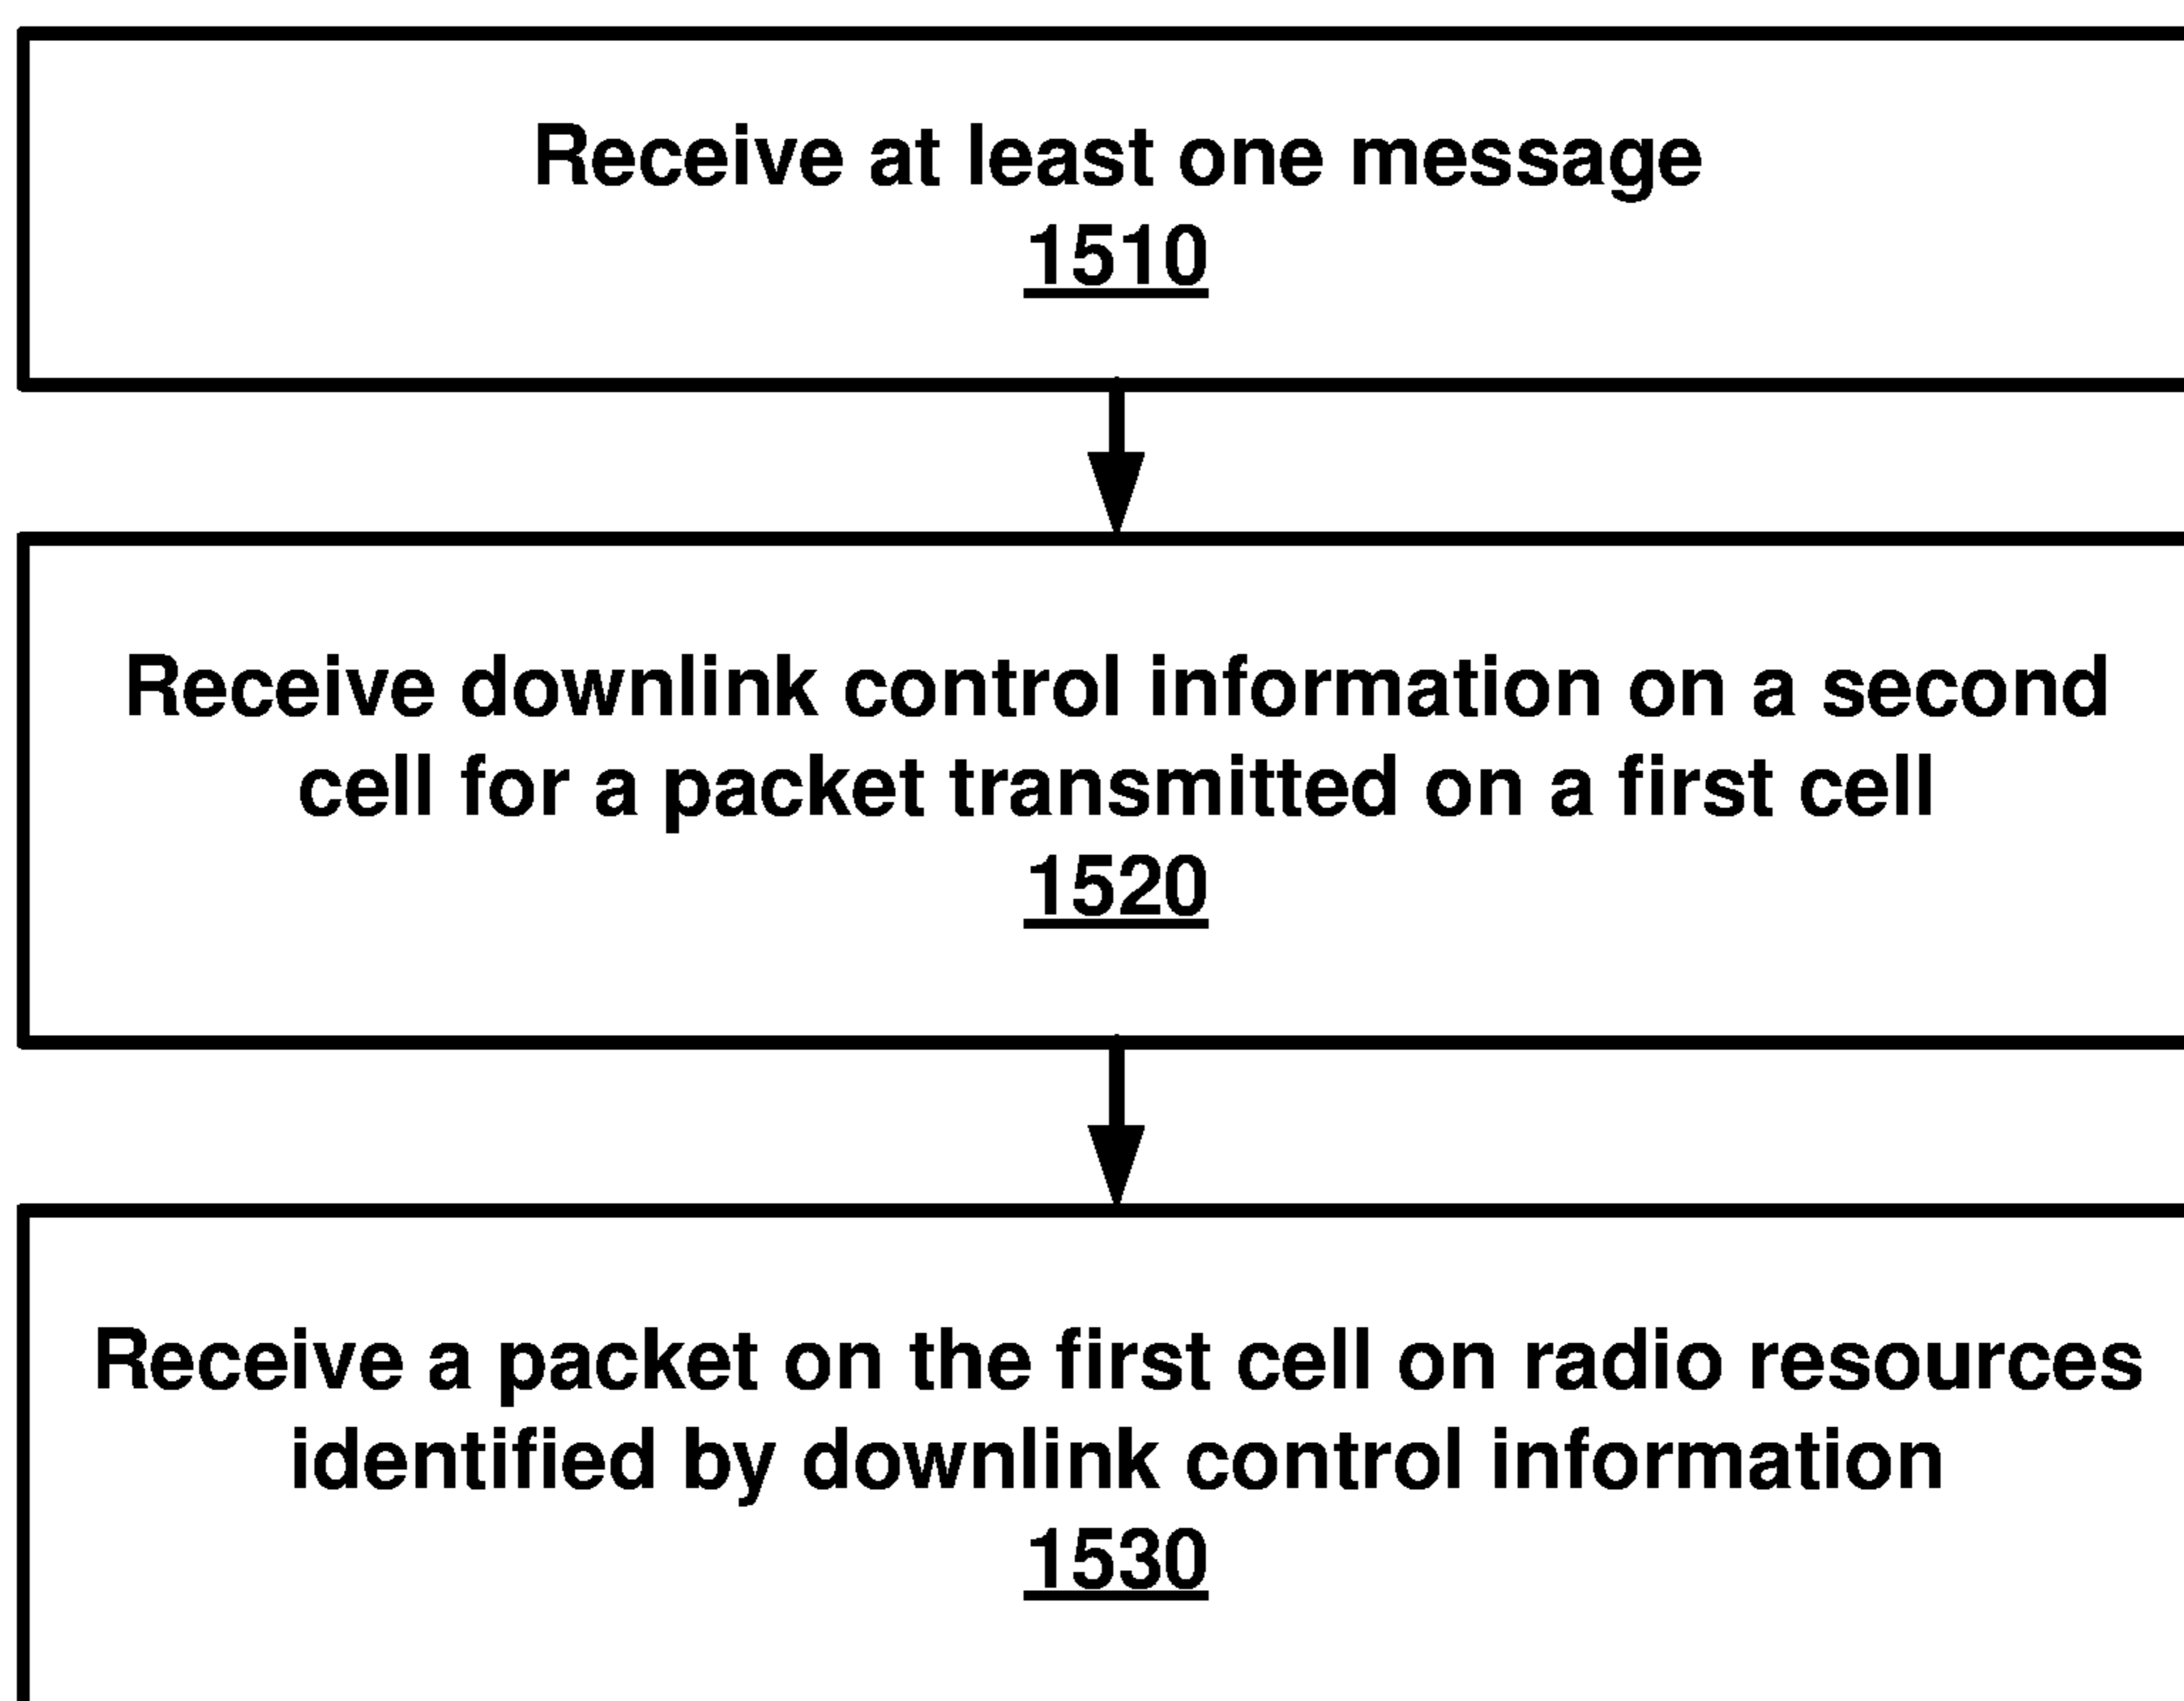 Receive at least one message
1510
Receive downlink control information on a second
cell for a packet transmitted on a first cell
1520
Receive a packet on the first cell on radio resources
identified by downlink control information
1530